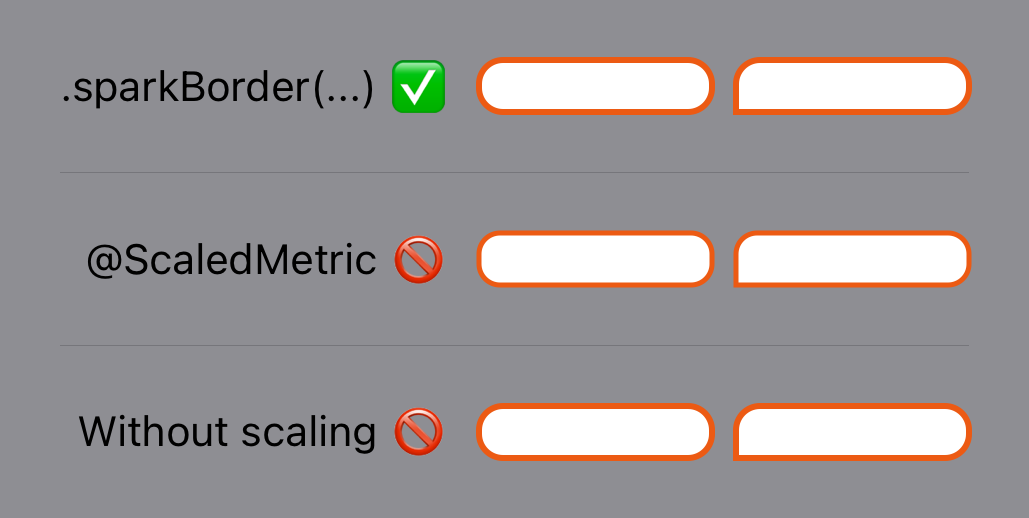 .sparkBorder(...) ✅
@ScaledMetric 🚫
Without scaling 🚫